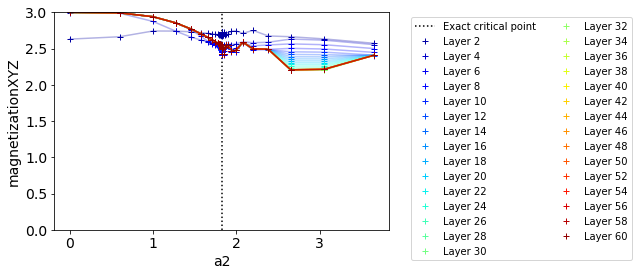 3.0
2.5
2.0
1.5
1.0
0.5
0.0
magnetizationXYZ
0
1
2
3
a2
Exact critical point
Layer 2
Layer 4
Layer 6
Layer 8
Layer 10
Layer 12
Layer 14
Layer 16
Layer 18
Layer 20
Layer 22
Layer 24
Layer 26
Layer 28
Layer 30
Layer 32
Layer 34
Layer 36
Layer 38
Layer 40
Layer 42
Layer 44
Layer 46
Layer 48
Layer 50
Layer 52
Layer 54
Layer 56
Layer 58
Layer 60